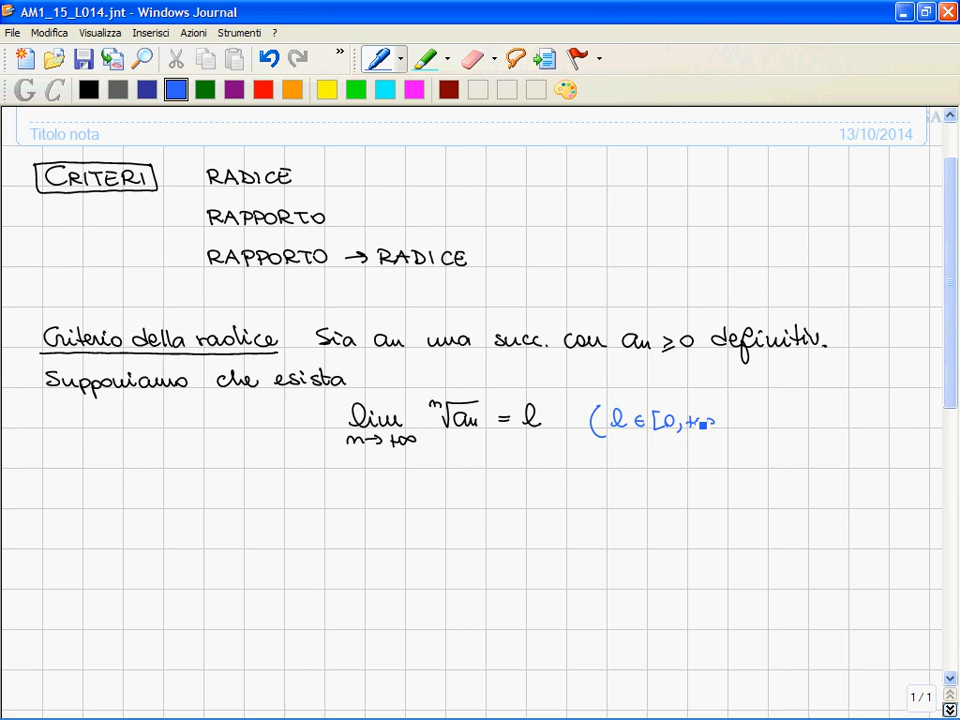 AM1_15_L014.jnt - Windows Journal
File Modifica Visualizza Inserisci Azioni Strumenti ?
Titolo nota 13/10/2014
CRITERI RADICE
RAPPORTO
RAPPORTO → RADICE
Criterio della radice Sia an una succ. con an ≥ 0 definitiv.
Supponiamo che esista
lim n→+∞ ⁿ√an = l (l ∈ [0,+∞
1 / 1